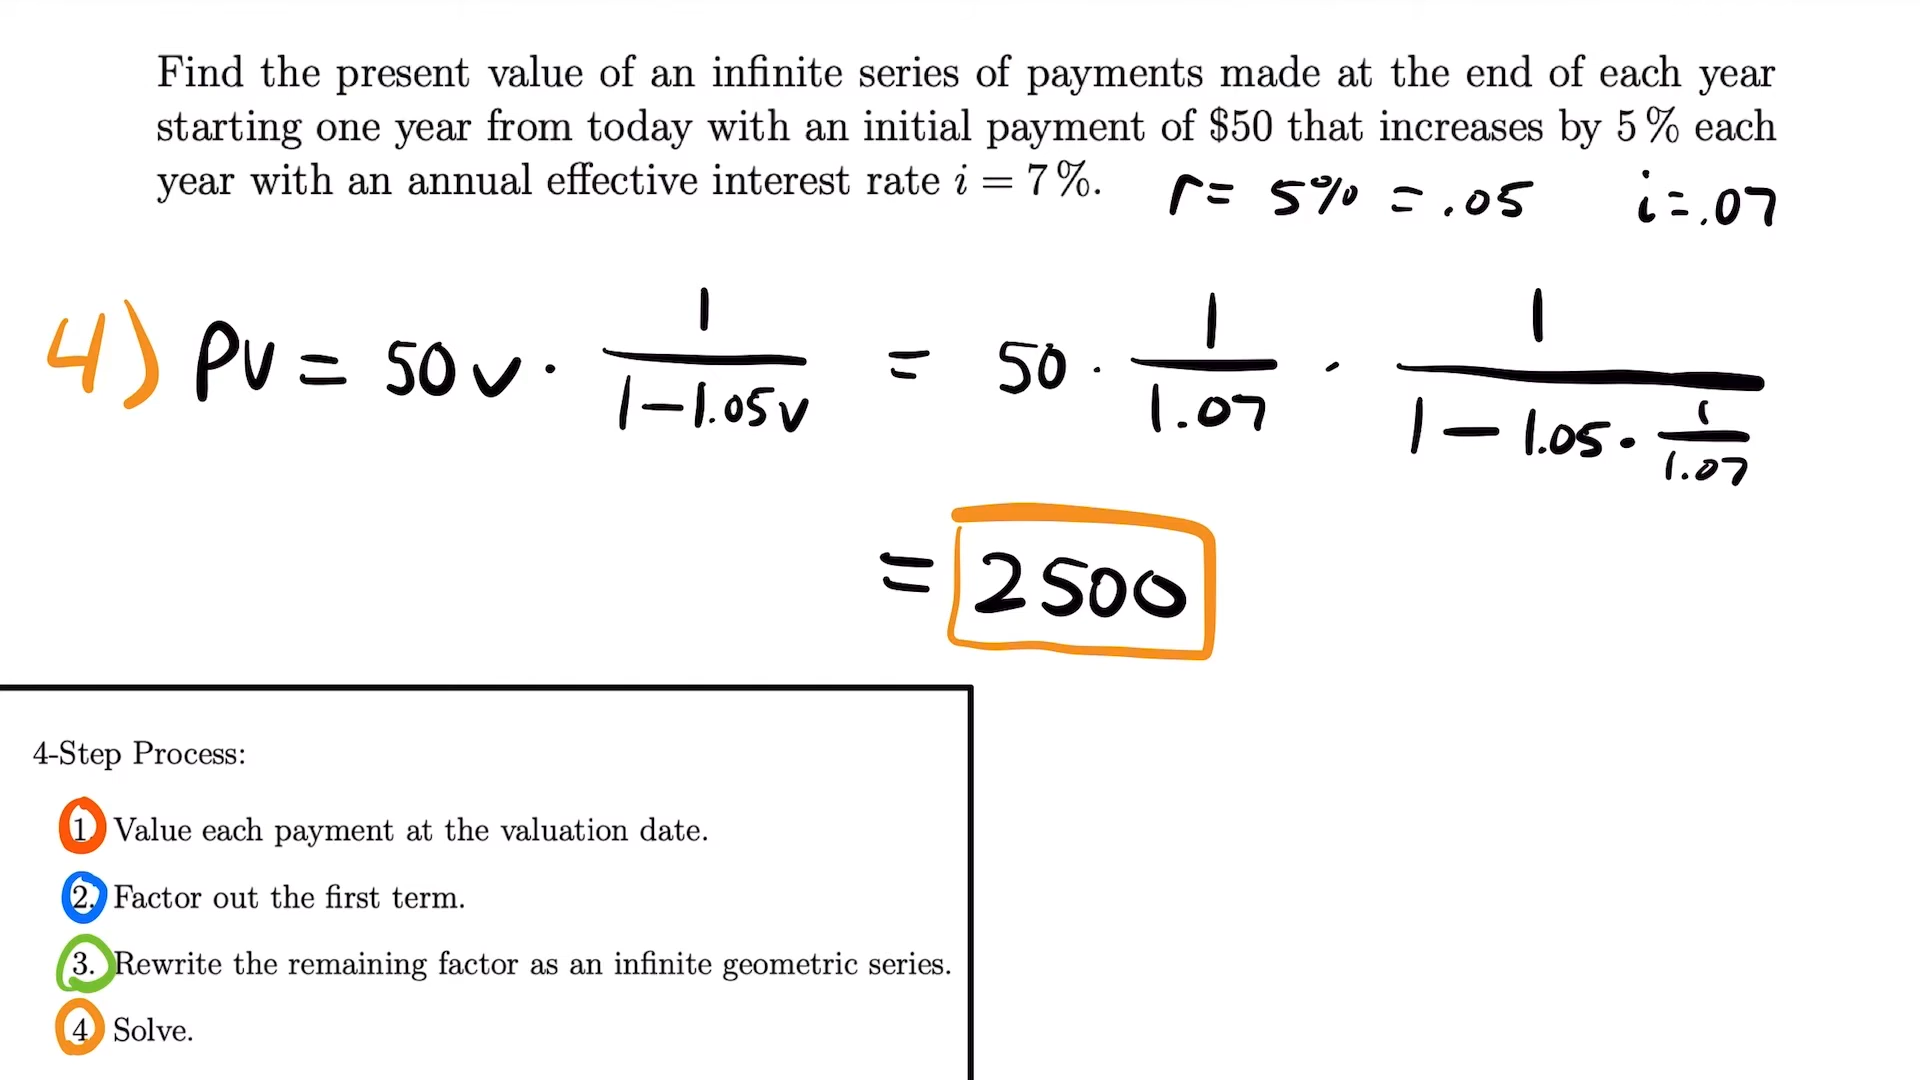 Find the present value of an infinite series of payments made at the end of each year
starting one year from today with an initial payment of $50 that increases by 5 % each
year with an annual effective interest rate i = 7 %. r = 5% = .05 i = .07
4) PV = 50v · 1/(1-1.05v) = 50 · 1/1.07 · 1/(1 - 1.05 · 1/1.07)
= 2500
4-Step Process:
1. Value each payment at the valuation date.
2. Factor out the first term.
3. Rewrite the remaining factor as an infinite geometric series.
4 Solve.